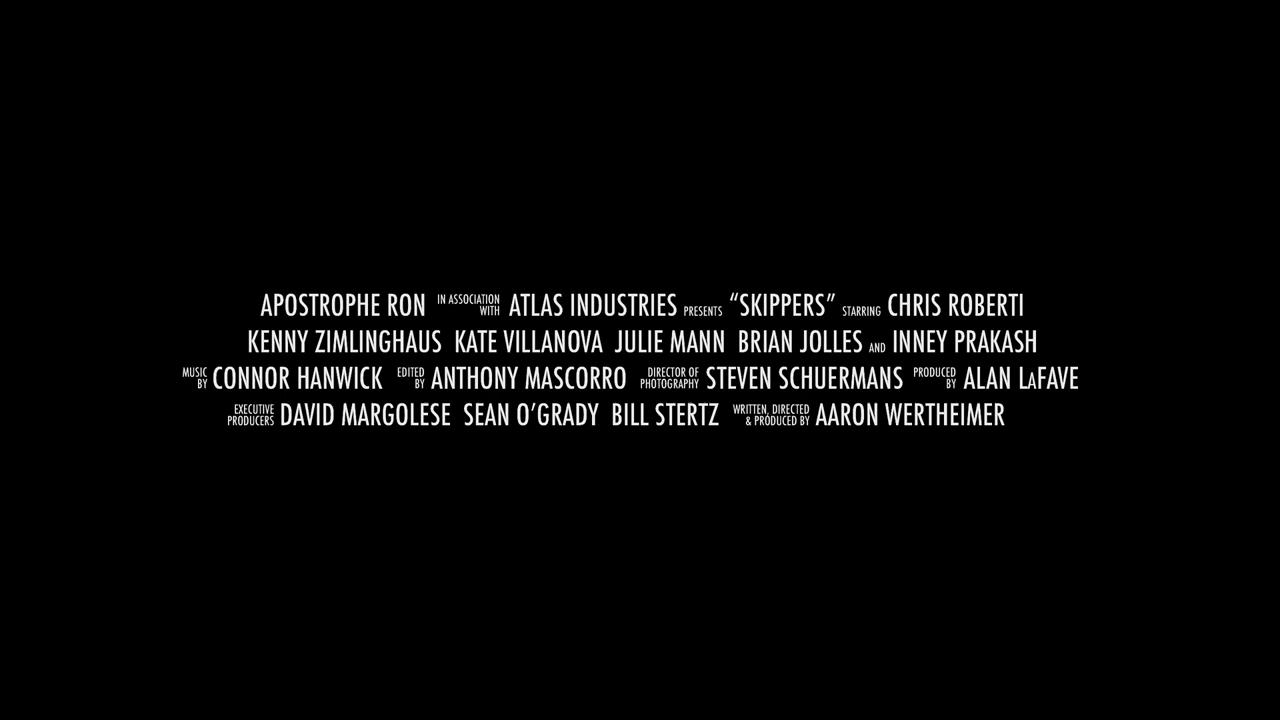 APOSTROPHE RON IN ASSOCIATION WITH ATLAS INDUSTRIES PRESENTS “SKIPPERS” STARRING CHRIS ROBERTI
KENNY ZIMLINGHAUS KATE VILLANOVA JULIE MANN BRIAN JOLLES AND INNEY PRAKASH
MUSIC BY CONNOR HANWICK EDITED BY ANTHONY MASCORRO DIRECTOR OF PHOTOGRAPHY STEVEN SCHUERMANS PRODUCED BY ALAN LAFAVE
EXECUTIVE PRODUCERS DAVID MARGOLESE SEAN O’GRADY BILL STERTZ WRITTEN, DIRECTED & PRODUCED BY AARON WERTHEIMER